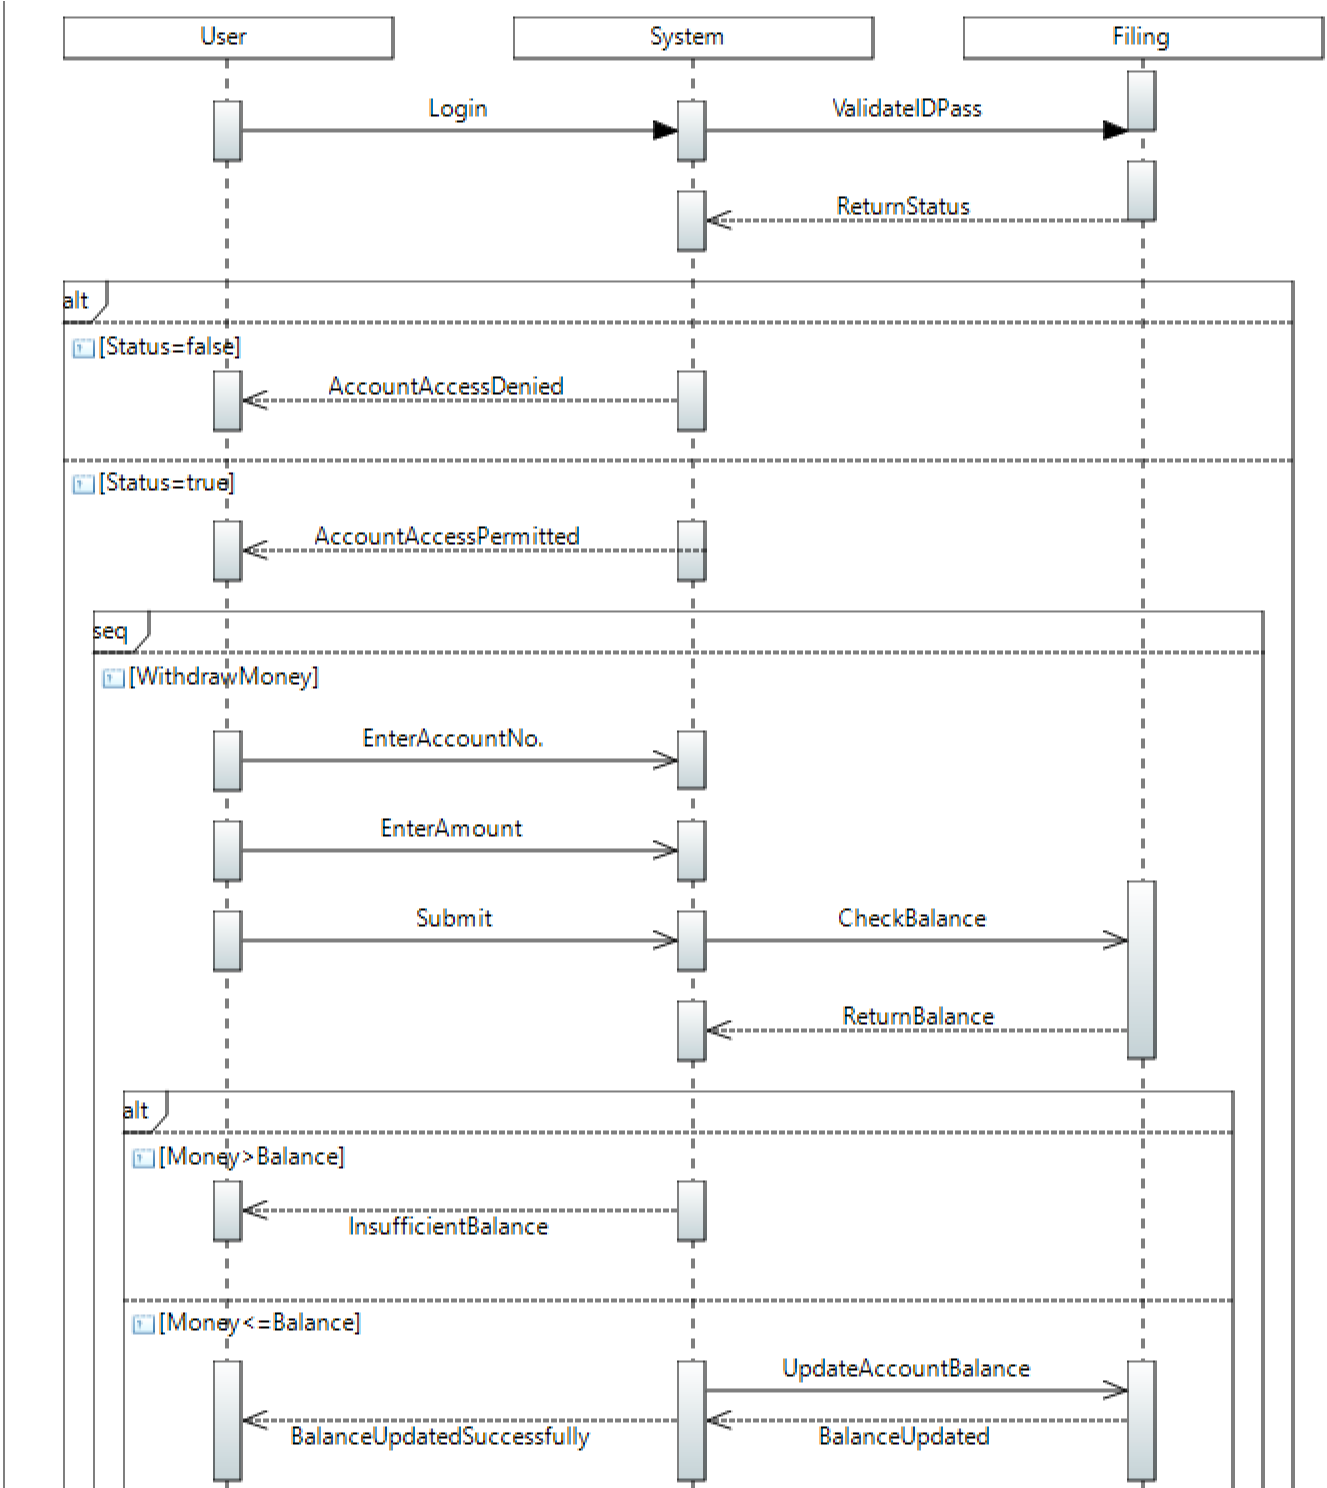 User System Filing
Login ValidateIDPass
ReturnStatus
alt
[Status=false]
AccountAccessDenied
[Status=true]
AccountAccessPermitted
seq
[WithdrawMoney]
EnterAccountNo.
EnterAmount
Submit CheckBalance
ReturnBalance
alt
[Money>Balance]
InsufficientBalance
[Money<=Balance]
UpdateAccountBalance
BalanceUpdatedSuccessfully BalanceUpdated